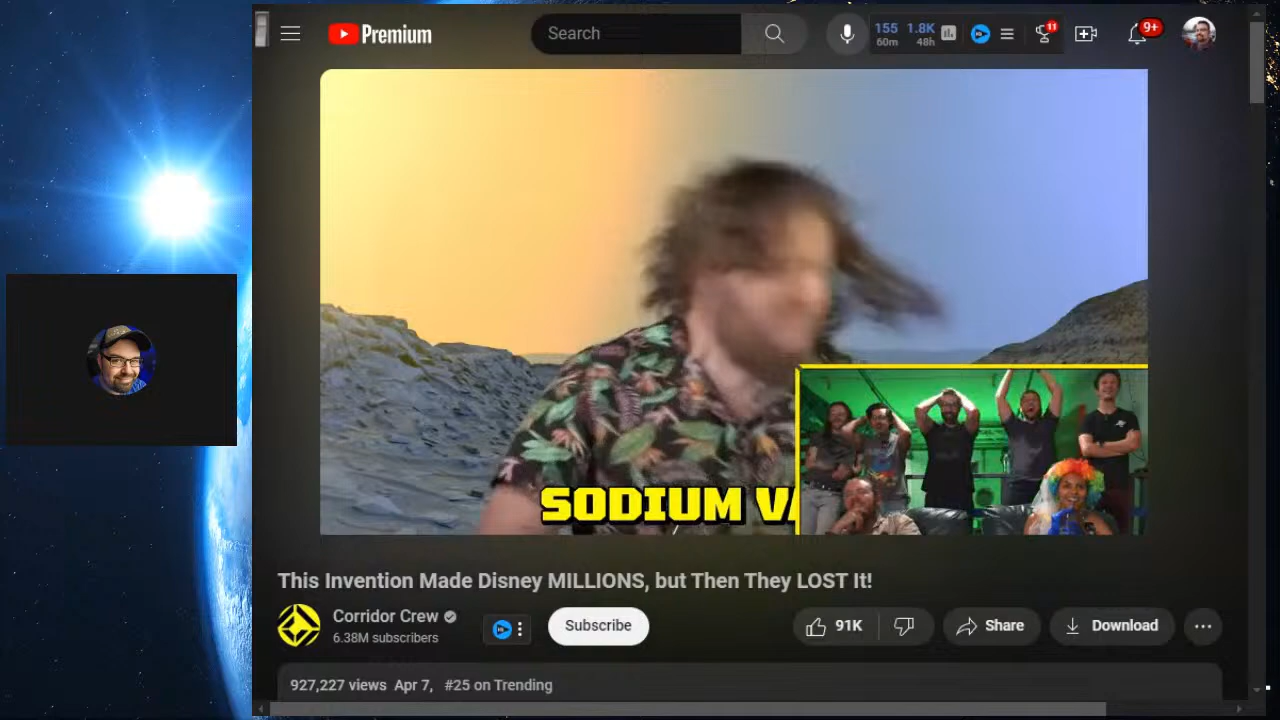 Premium
Search
155 1.8K
60m 48h
11
9+
SODIUM
This Invention Made Disney MILLIONS, but Then They LOST It!
Corridor Crew
6.38M subscribers
Subscribe
91K
Share
Download
927,227 views Apr 7, #25 on Trending